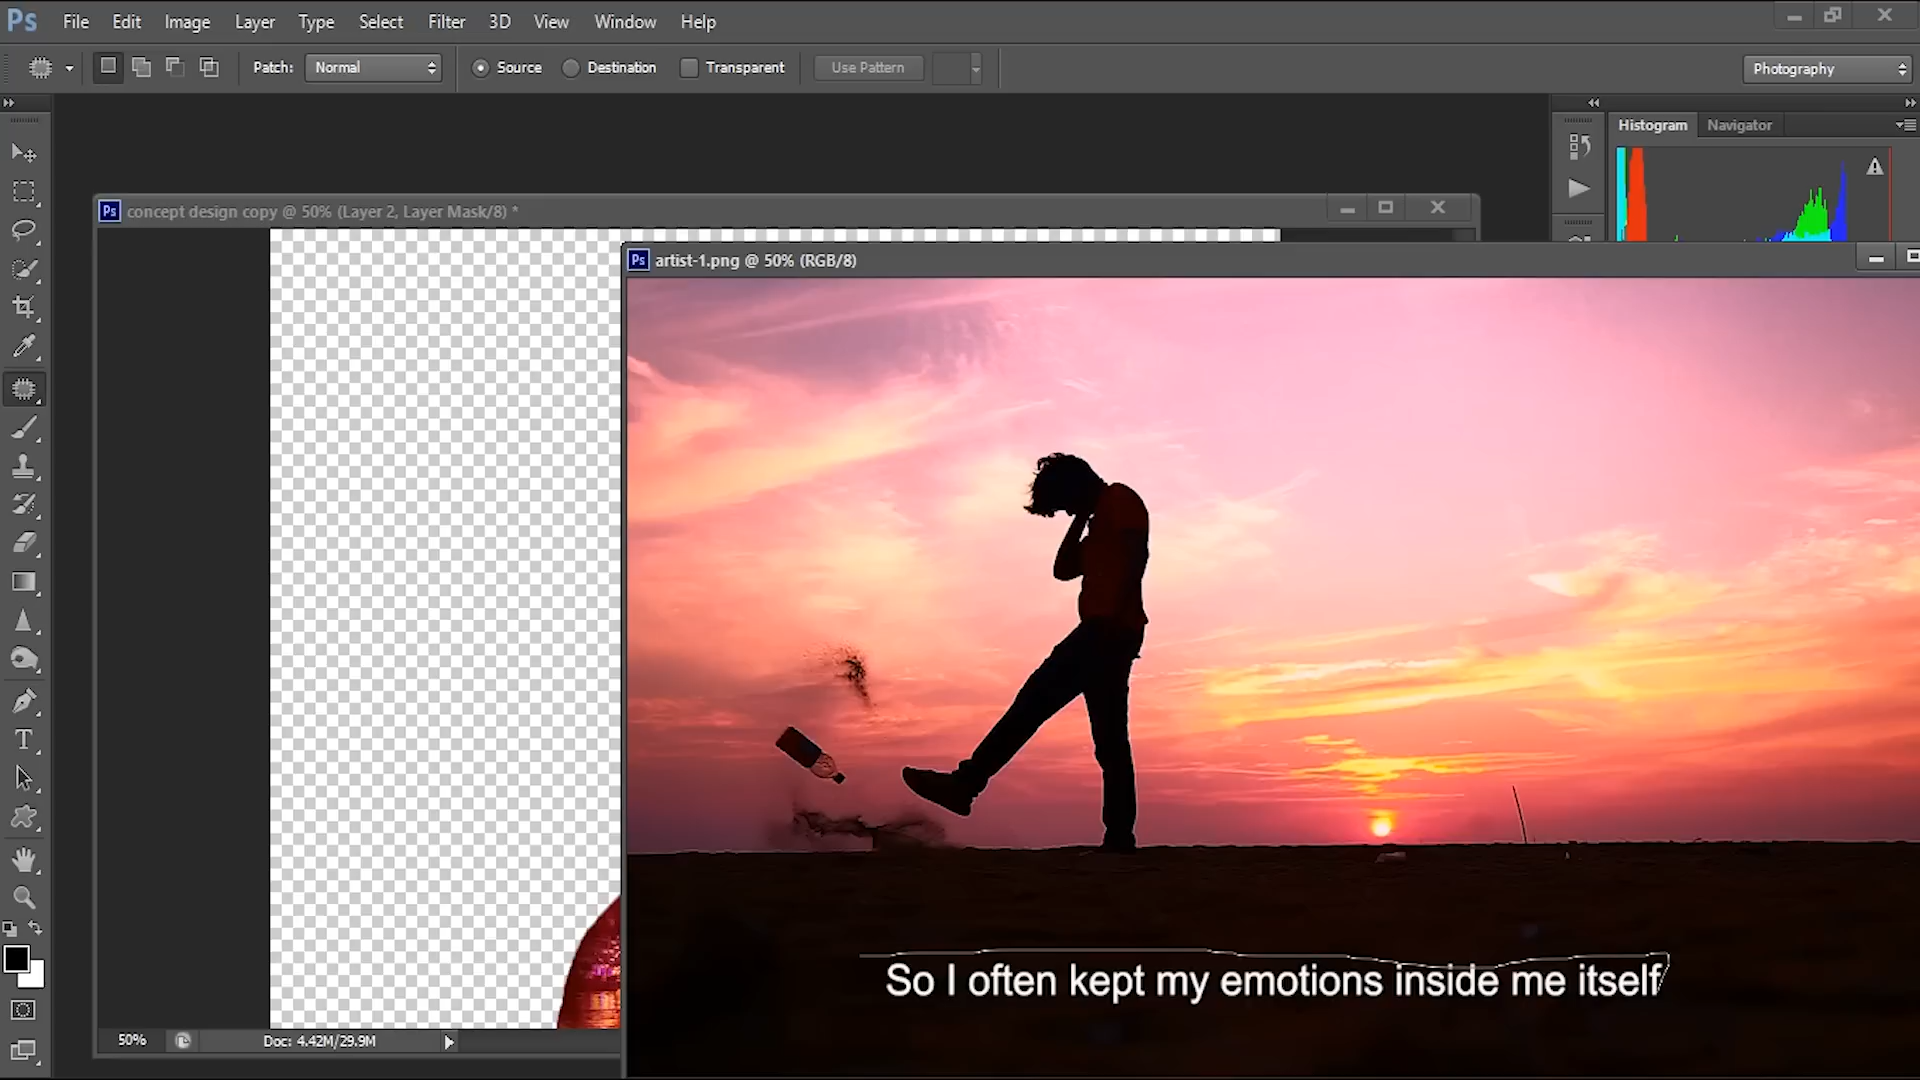 Ps File Edit Image Layer Type Select Filter 3D View Window Help
Patch: Normal Source Destination Transparent Use Pattern Photography
Histogram Navigator
Ps concept design copy @ 50% (Layer 2, Layer Mask/8) *
Ps artist-1.png @ 50% (RGB/8)
So I often kept my emotions inside me itself
50% Doc: 4.42M/29.9M